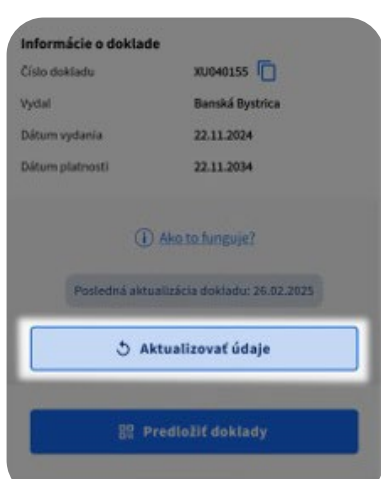 Informácie o doklade
Číslo dokladu XU040155
Vydal Banská Bystrica
Dátum vydania 22.11.2024
Dátum platnosti 22.11.2034
Ako to funguje?
Posledná aktualizácia dokladu: 26.02.2025
Aktualizovať údaje
Predložiť doklady